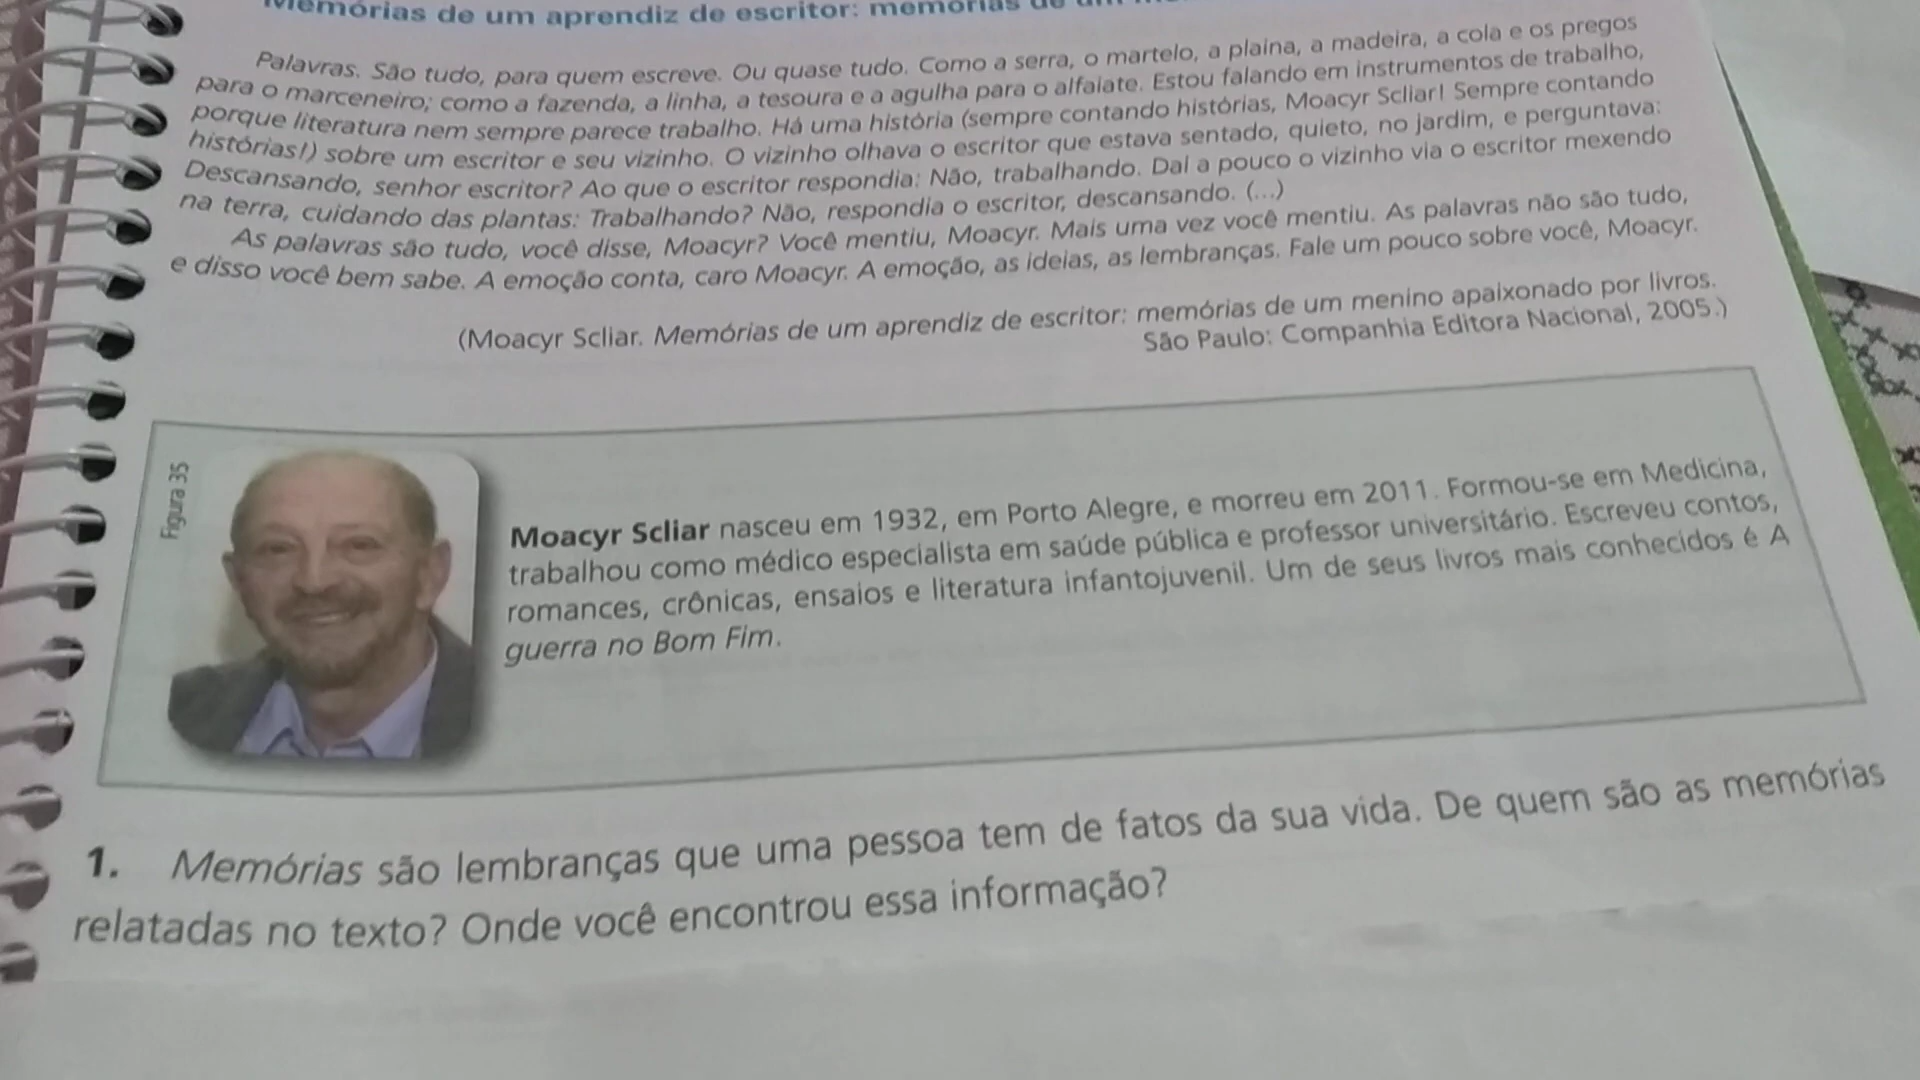 Memórias de um aprendiz de escritor: memórias de um
Palavras. São tudo, para quem escreve. Ou quase tudo. Como a serra, o martelo, a plaina, a madeira, a cola e os pregos
para o marceneiro; como a fazenda, a linha, a tesoura e a agulha para o alfaiate. Estou falando em instrumentos de trabalho,
porque literatura nem sempre parece trabalho. Há uma história (sempre contando histórias, Moacyr Scliar! Sempre contando
histórias!) sobre um escritor e seu vizinho. O vizinho olhava o escritor que estava sentado, quieto, no jardim, e perguntava:
Descansando, senhor escritor? Ao que o escritor respondia: Não, trabalhando. Daí a pouco o vizinho via o escritor mexendo
na terra, cuidando das plantas: Trabalhando? Não, respondia o escritor, descansando. (...)
As palavras são tudo, você disse, Moacyr? Você mentiu, Moacyr. Mais uma vez você mentiu. As palavras não são tudo,
e disso você bem sabe. A emoção conta, caro Moacyr. A emoção, as ideias, as lembranças. Fale um pouco sobre você, Moacyr.
(Moacyr Scliar. Memórias de um aprendiz de escritor: memórias de um menino apaixonado por livros.
São Paulo: Companhia Editora Nacional, 2005.)
Figura 35
Moacyr Scliar nasceu em 1932, em Porto Alegre, e morreu em 2011. Formou-se em Medicina,
trabalhou como médico especialista em saúde pública e professor universitário. Escreveu contos,
romances, crônicas, ensaios e literatura infantojuvenil. Um de seus livros mais conhecidos é A
guerra no Bom Fim.
1. Memórias são lembranças que uma pessoa tem de fatos da sua vida. De quem são as memórias
relatadas no texto? Onde você encontrou essa informação?